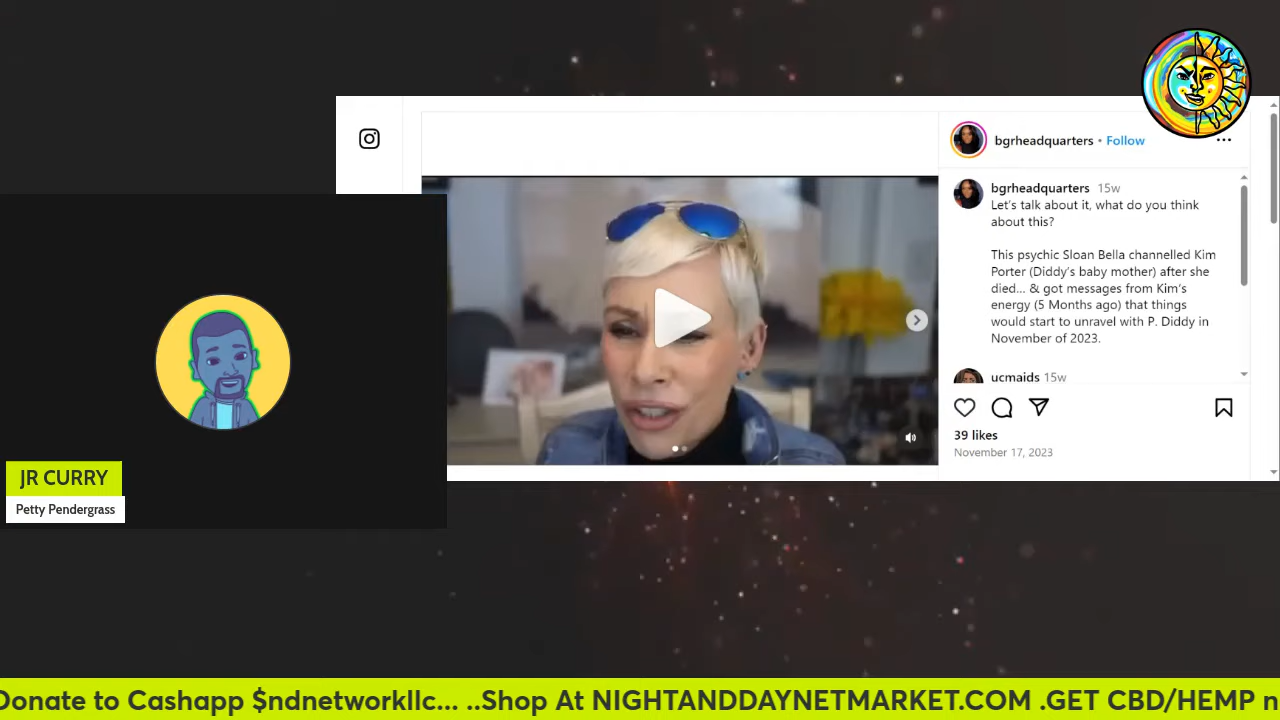 bgrheadquarters • Follow
bgrheadquarters 15w
Let's talk about it, what do you think
about this?
This psychic Sloan Bella channelled Kim
Porter (Diddy's baby mother) after she
died... & got messages from Kim's
energy (5 Months ago) that things
would start to unravel with P. Diddy in
November of 2023.
ucmaids 15w
39 likes
November 17, 2023
JR CURRY
Petty Pendergrass
Donate to Cashapp $ndnetworkllc... ..Shop At NIGHTANDDAYNETMARKET.COM .GET CBD/HEMP n